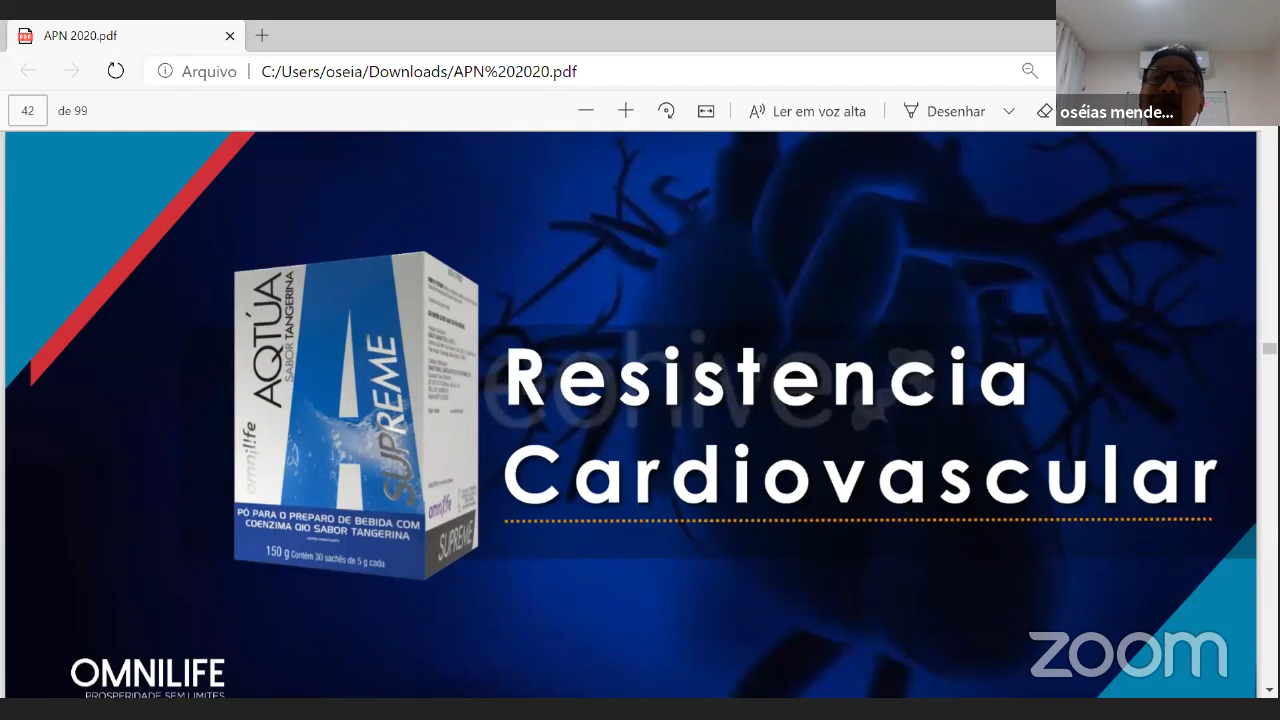 APN 2020.pdf
Arquivo
C:/Users/oseia/Downloads/APN%202020.pdf
42
de 99
Ler em voz alta
Desenhar
oséias mende...
AQTÚA
SABOR TANGERINA
SUPREME
omnilife
PÓ PARA O PREPARO DE BEBIDA COM
COENZIMA Q10 SABOR TANGERINA
150 g Contém 30 sachês de 5 g cada
omnilife
SUPREME
Resistencia
Cardiovascular
OMNILIFE
PROSPERIDADE SEM LIMITES
zoom